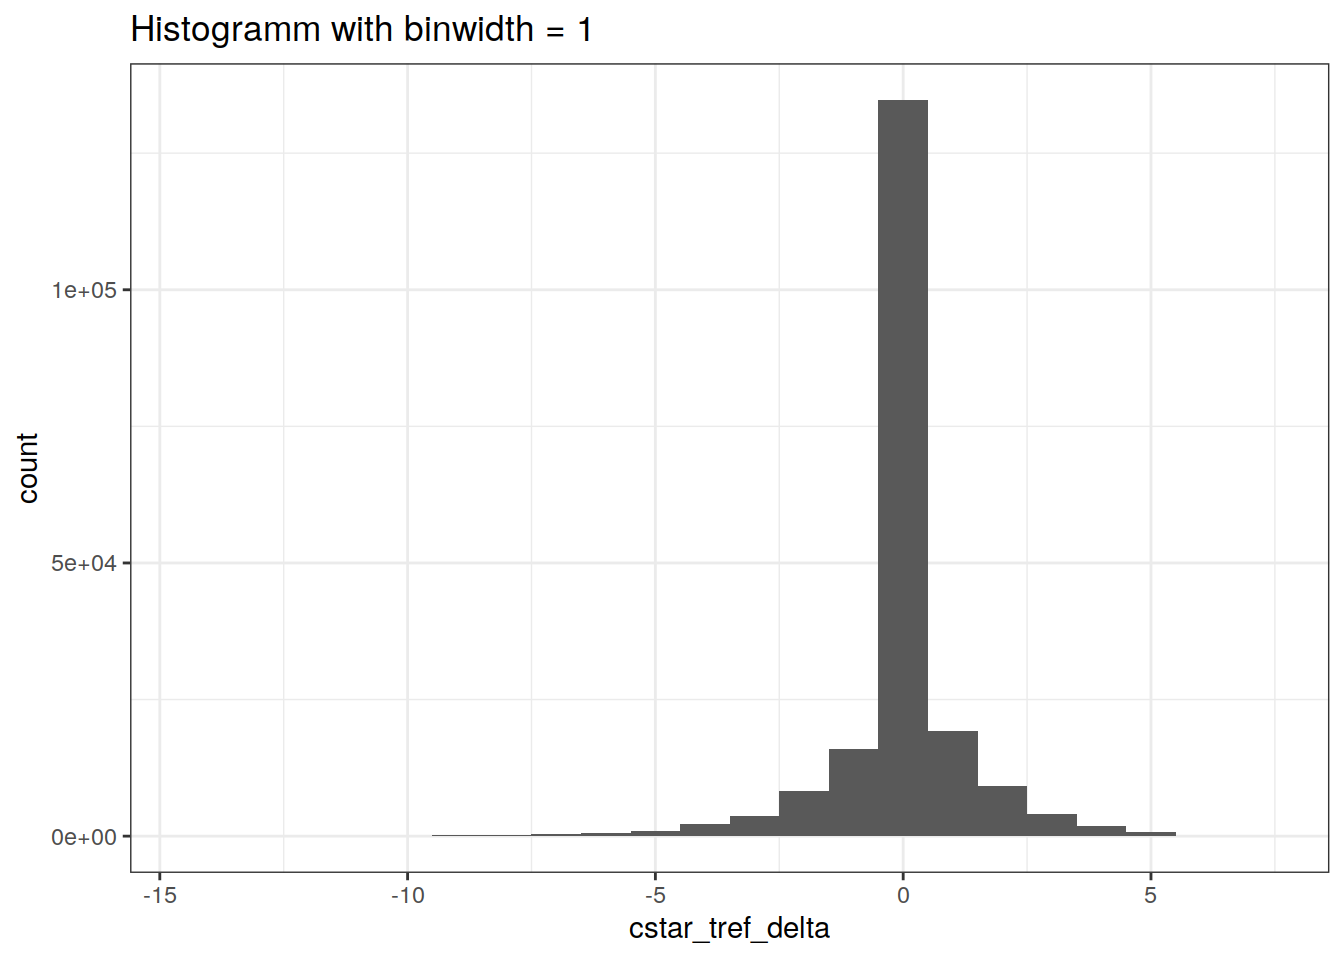 Histogramm with binwidth = 1
count
1e+05
5e+04
0e+00
-15 -10 -5 0 5
cstar_tref_delta